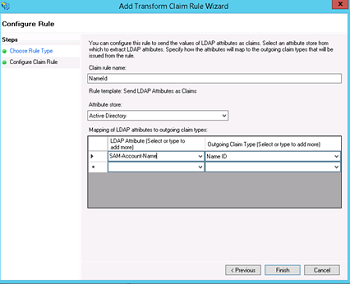 Add Transform Claim Rule Wizard
X
Configure Rule
Steps
Choose Rule Type
Configure Claim Rule
You can configure this rule to send the values of LDAP attributes as claims. Select an attribute store from
which to extract LDAP attributes. Specify how the attributes will map to the outgoing claim types that will be
issued from the rule.
Claim rule name:
NameId
Rule template: Send LDAP Attributes as Claims
Attribute store:
Active Directory
Mapping of LDAP attributes to outgoing claim types:
LDAP Attribute (Select or type to
add more)
Outgoing Claim Type (Select or type to add more)
SAM-Account-Name
Name ID
< Previous
Finish
Cancel